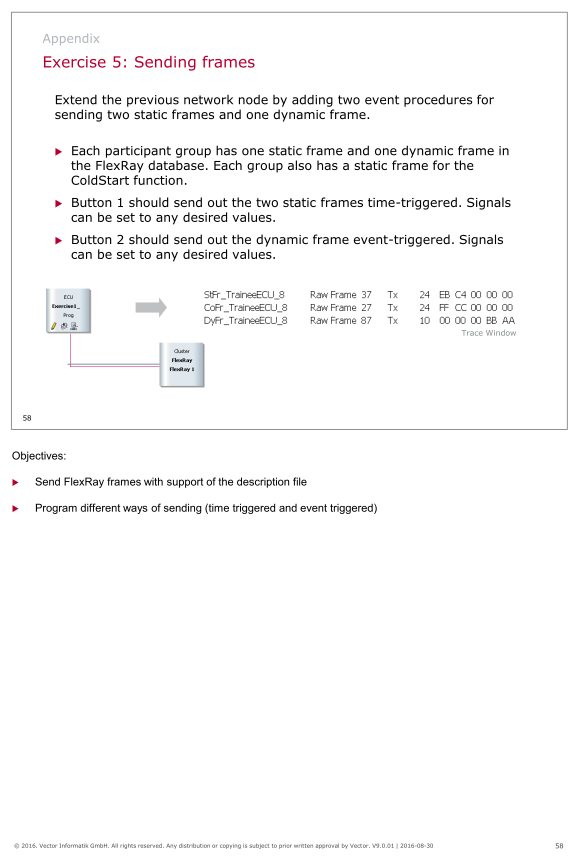 Appendix
Exercise 5: Sending frames
Extend the previous network node by adding two event procedures for
sending two static frames and one dynamic frame.
Each participant group has one static frame and one dynamic frame in
the FlexRay database. Each group also has a static frame for the
ColdStart function.
Button 1 should send out the two static frames time-triggered. Signals
can be set to any desired values.
Button 2 should send out the dynamic frame event-triggered. Signals
can be set to any desired values.
ECU
Exercise1_
Prog
StFr_TraineeECU_8 Raw Frame 37 Tx 24 EB C4 00 00 00
CoFr_TraineeECU_8 Raw Frame 27 Tx 24 FF CC 00 00 00
DyFr_TraineeECU_8 Raw Frame 87 Tx 10 00 00 00 BB AA
Trace Window
Cluster
FlexRay
FlexRay 1
58
Objectives:
Send FlexRay frames with support of the description file
Program different ways of sending (time triggered and event triggered)
© 2016. Vector Informatik GmbH. All rights reserved. Any distribution or copying is subject to prior written approval by Vector. V9.0.01 | 2016-08-30
58